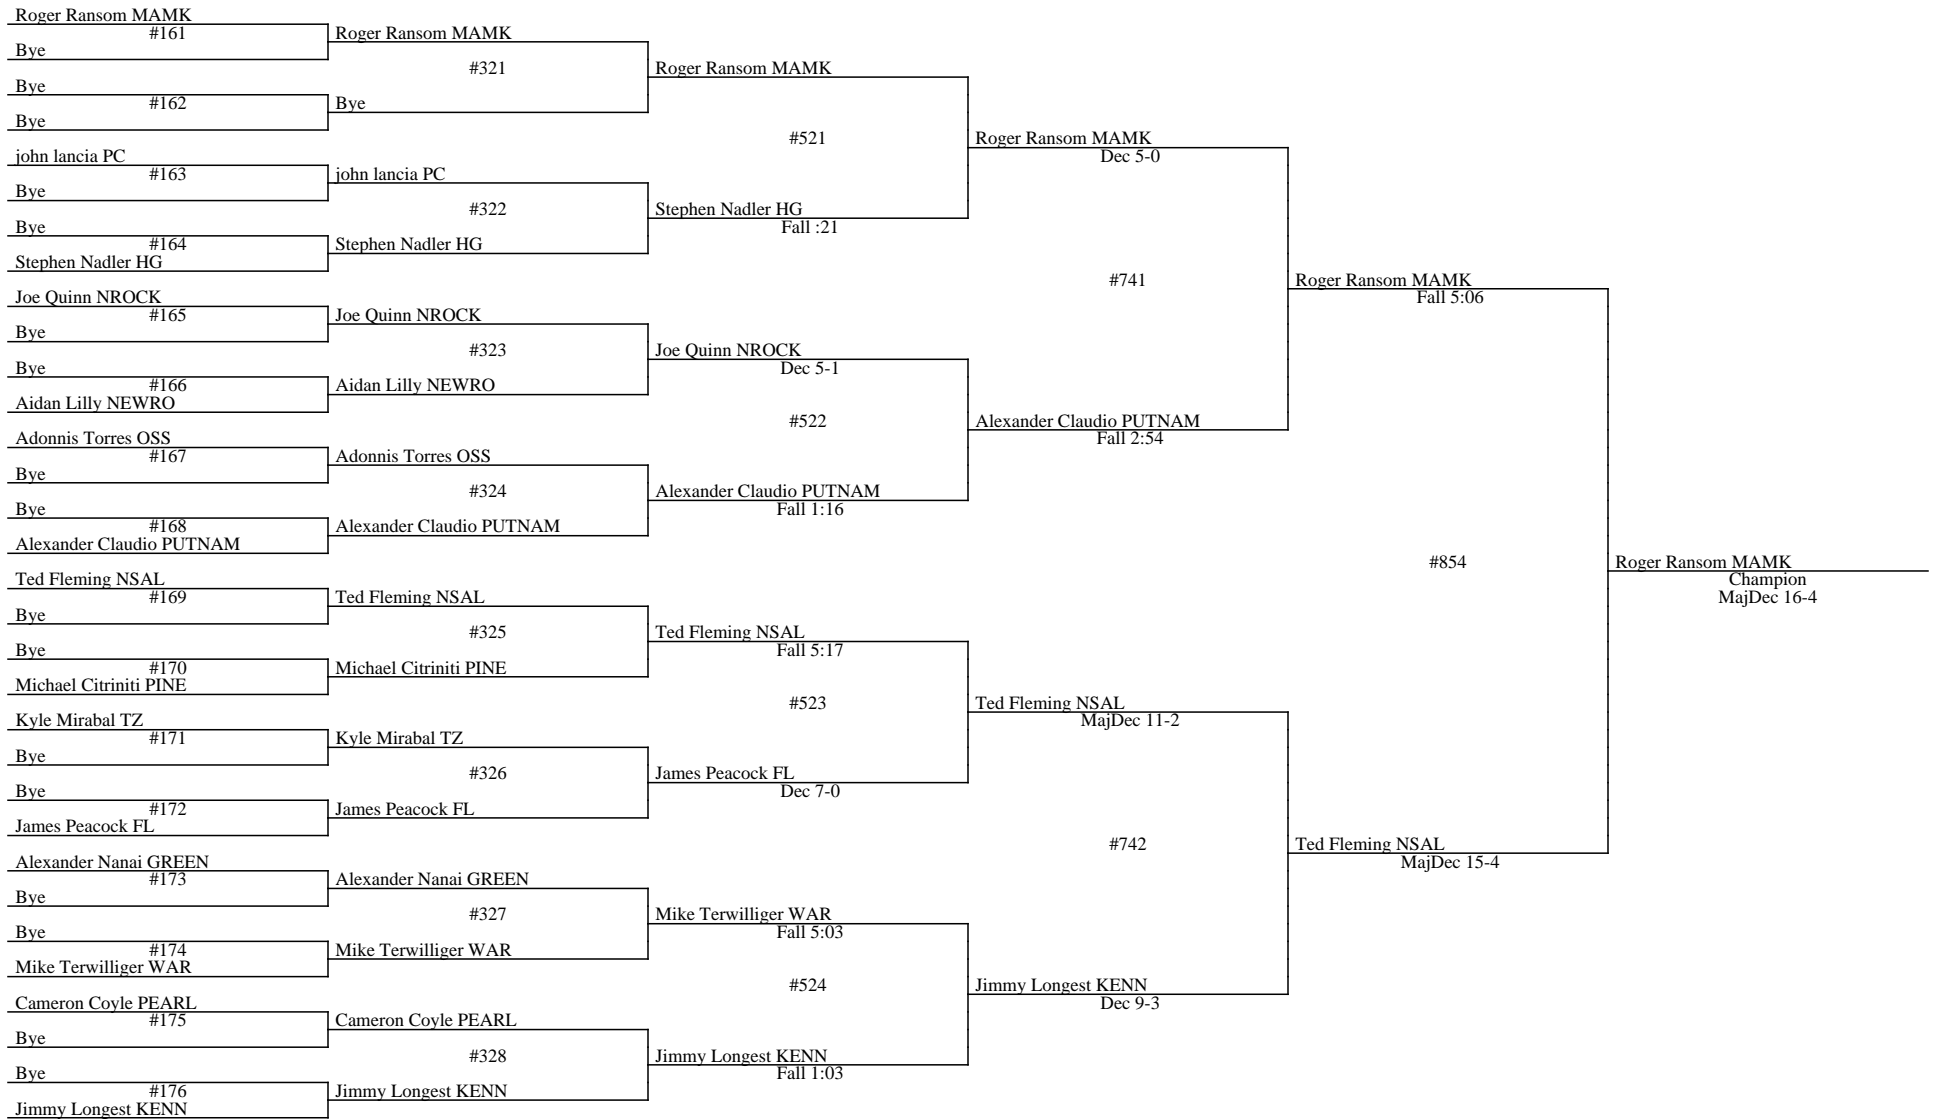 Roger Ransom MAMK
#161
Bye
Bye
#162
Bye
john lancia PC
#163
Bye
Bye
#164
Stephen Nadler HG
Joe Quinn NROCK
#165
Bye
Bye
#166
Aidan Lilly NEWRO
Adonnis Torres OSS
#167
Bye
Bye
#168
Alexander Claudio PUTNAM
Ted Fleming NSAL
#169
Bye
Bye
#170
Michael Citriniti PINE
Kyle Mirabal TZ
#171
Bye
Bye
#172
James Peacock FL
Alexander Nanai GREEN
#173
Bye
Bye
#174
Mike Terwilliger WAR
Cameron Coyle PEARL
#175
Bye
Bye
#176
Jimmy Longest KENN
Roger Ransom MAMK
#321
Bye
john lancia PC
#322
Stephen Nadler HG
Joe Quinn NROCK
#323
Aidan Lilly NEWRO
Adonnis Torres OSS
#324
Alexander Claudio PUTNAM
Ted Fleming NSAL
#325
Michael Citriniti PINE
Kyle Mirabal TZ
#326
James Peacock FL
Alexander Nanai GREEN
#327
Mike Terwilliger WAR
Cameron Coyle PEARL
#328
Jimmy Longest KENN
Roger Ransom MAMK
#521
Stephen Nadler HG
Fall :21
Joe Quinn NROCK
Dec 5-1
#522
Alexander Claudio PUTNAM
Fall 1:16
Ted Fleming NSAL
Fall 5:17
#523
James Peacock FL
Dec 7-0
Mike Terwilliger WAR
Fall 5:03
#524
Jimmy Longest KENN
Fall 1:03
Roger Ransom MAMK
Dec 5-0
#741
Alexander Claudio PUTNAM
Fall 2:54
Ted Fleming NSAL
MajDec 11-2
#742
Jimmy Longest KENN
Dec 9-3
Roger Ransom MAMK
Fall 5:06
#854
Ted Fleming NSAL
MajDec 15-4
Roger Ransom MAMK
Champion
MajDec 16-4